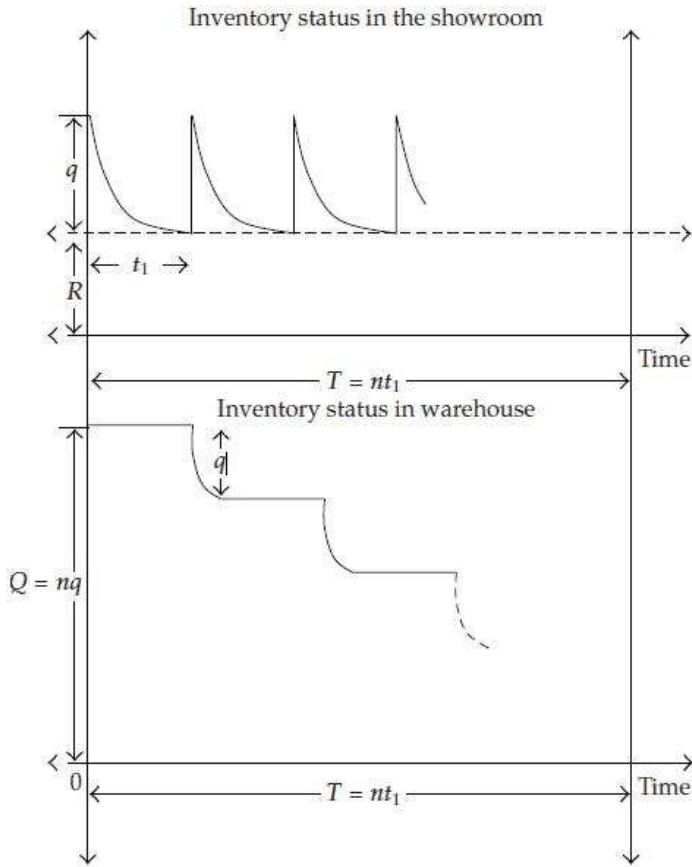 Inventory status in the showroom
q
t₁
R
Time
T = nt₁
Inventory status in warehouse
q
Q = nq
0
Time
T = nt₁